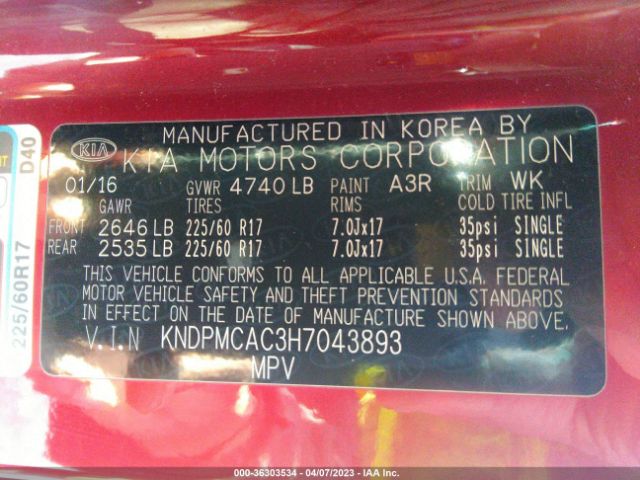 MANUFACTURED IN KOREA BY
KIA KIA MOTORS CORPORATION
01/16 GVWR 4740 LB PAINT A3R TRIM WK
GAWR TIRES RIMS COLD TIRE INFL
FRONT 2646 LB 225/60 R17 7.0Jx17 35psi SINGLE
REAR 2535 LB 225/60 R17 7.0Jx17 35psi SINGLE
THIS VEHICLE CONFORMS TO ALL APPLICABLE U.S.A. FEDERAL
MOTOR VEHICLE SAFETY AND THEFT PREVENTION STANDARDS
IN EFFECT ON THE DATE OF MANUFACTURE SHOWN ABOVE.
V.I.N KNDPMCAC3H7043893
MPV
D40
225/60R17
000-36303534 - 04/07/2023 - IAA Inc.